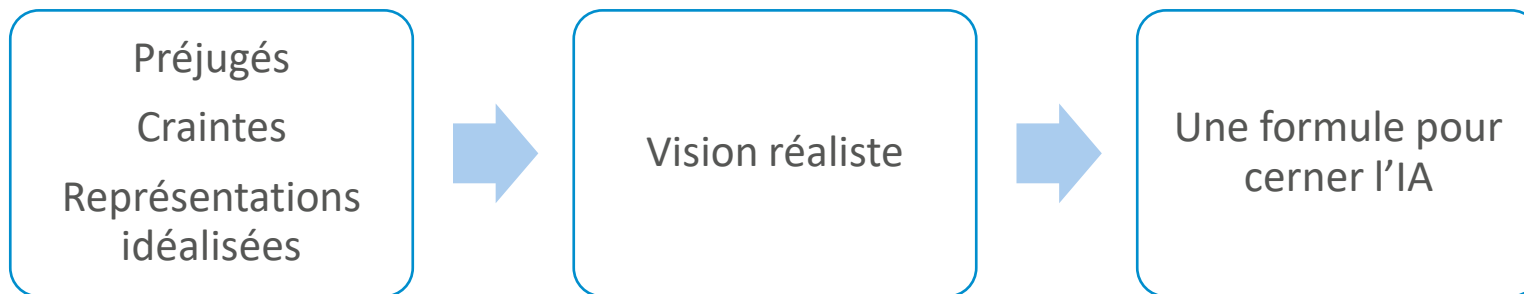 Préjugés
Craintes
Représentations
idéalisées
Vision réaliste
Une formule pour
cerner l’IA